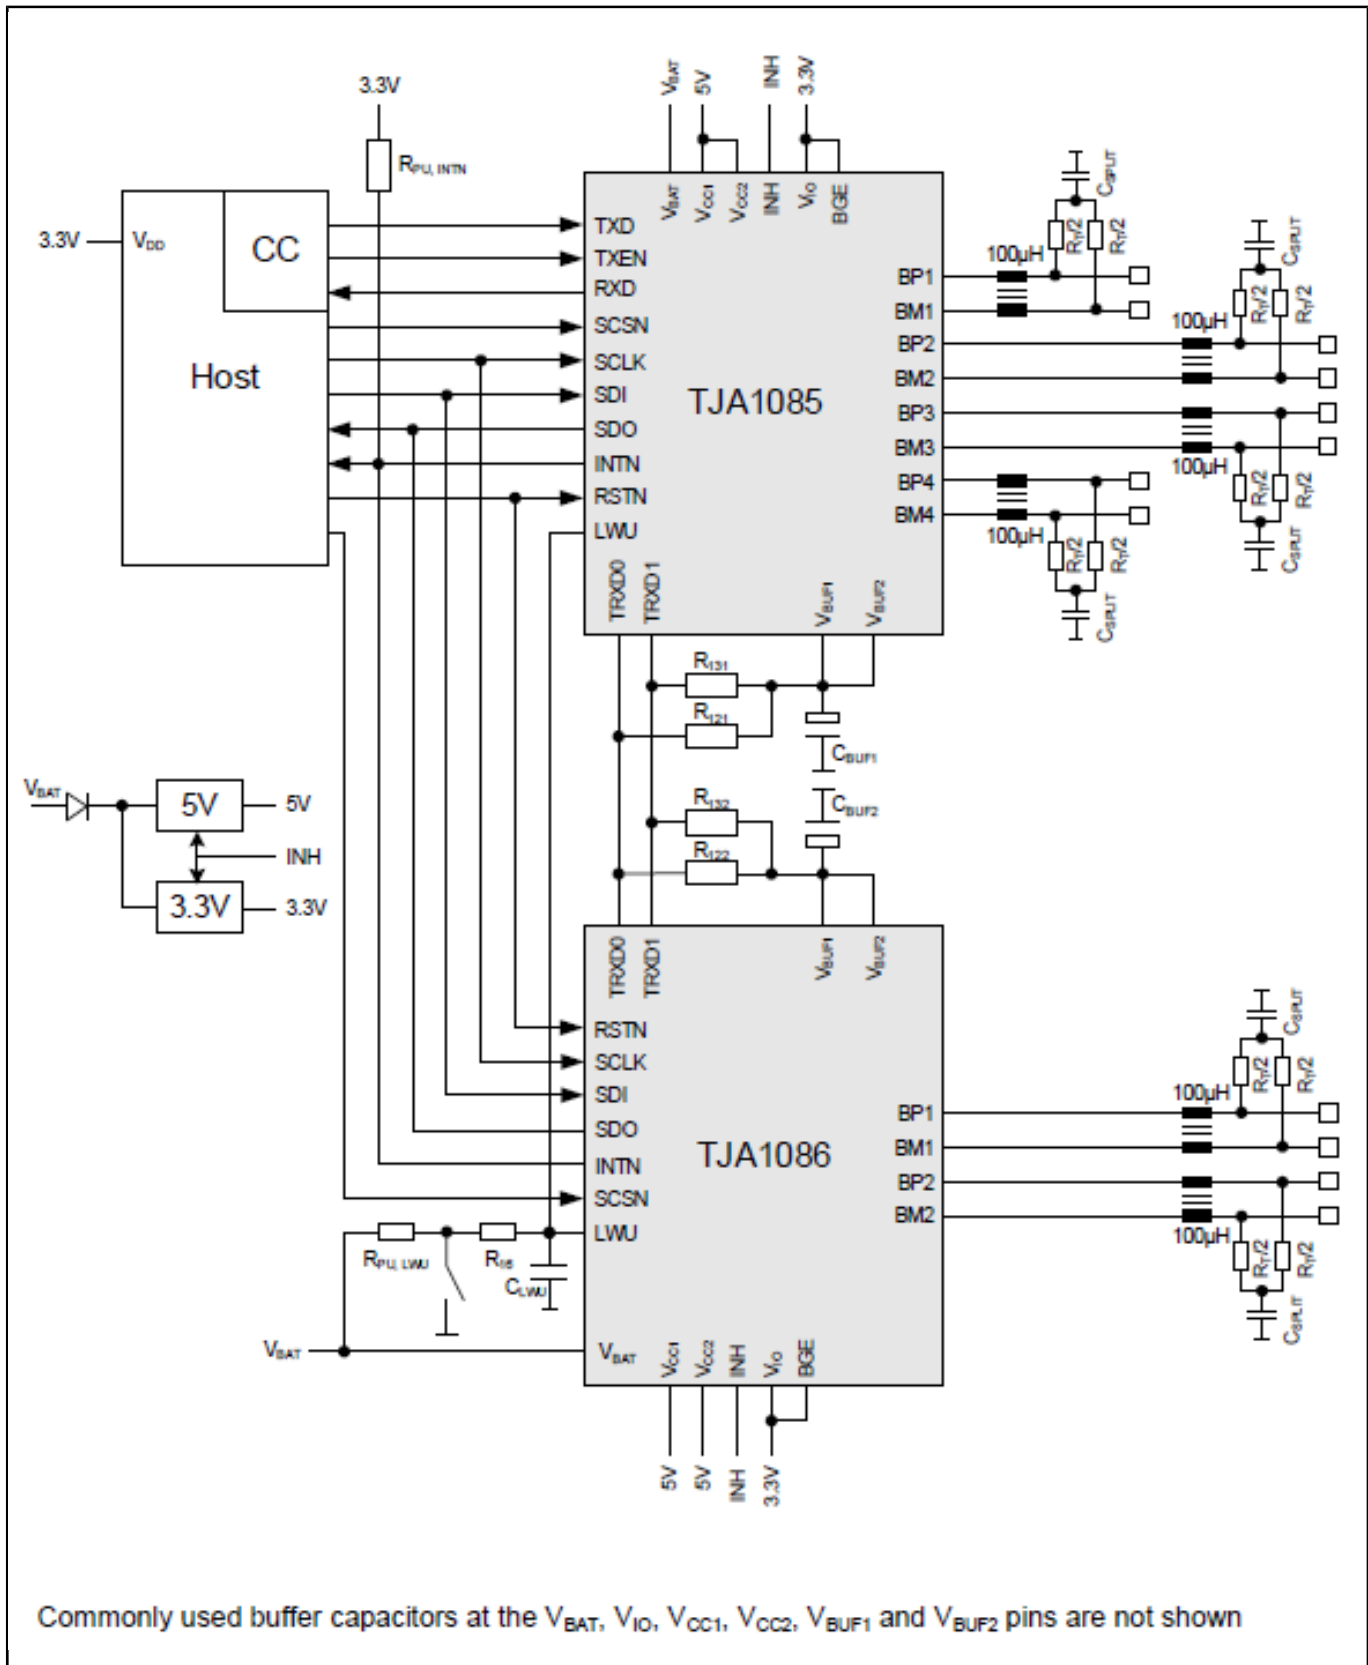 3.3V
RPU, INTN
VBAT
5V
INH
3.3V
3.3V
VDD
CC
Host
VBAT
VCC1
VCC2
INH
VIO
BGE
TXD
TXEN
RXD
SCSN
SCLK
SDI
SDO
INTN
RSTN
LWU
TJA1085
BP1
BM1
BP2
BM2
BP3
BM3
BP4
BM4
TRXD0
TRXD1
VBUF1
VBUF2
CSPLIT
RT/2
RT/2
100µH
CSPLIT
RT/2
RT/2
100µH
100µH
RT/2
RT/2
CSPLIT
100µH
RT/2
RT/2
CSPLIT
R131
R121
CBUF1
CBUF2
R132
R122
VBAT
5V
5V
INH
3.3V
3.3V
TRXD0
TRXD1
VBUF1
VBUF2
RSTN
SCLK
SDI
SDO
INTN
SCSN
LWU
VBAT
TJA1086
BP1
BM1
BP2
BM2
CSPLIT
RT/2
RT/2
100µH
100µH
RT/2
RT/2
CSPLIT
RPU, LWU
R16
CLWU
VBAT
VCC1
VCC2
INH
VIO
BGE
5V
5V
INH
3.3V
Commonly used buffer capacitors at the VBAT, VIO, VCC1, VCC2, VBUF1 and VBUF2 pins are not shown